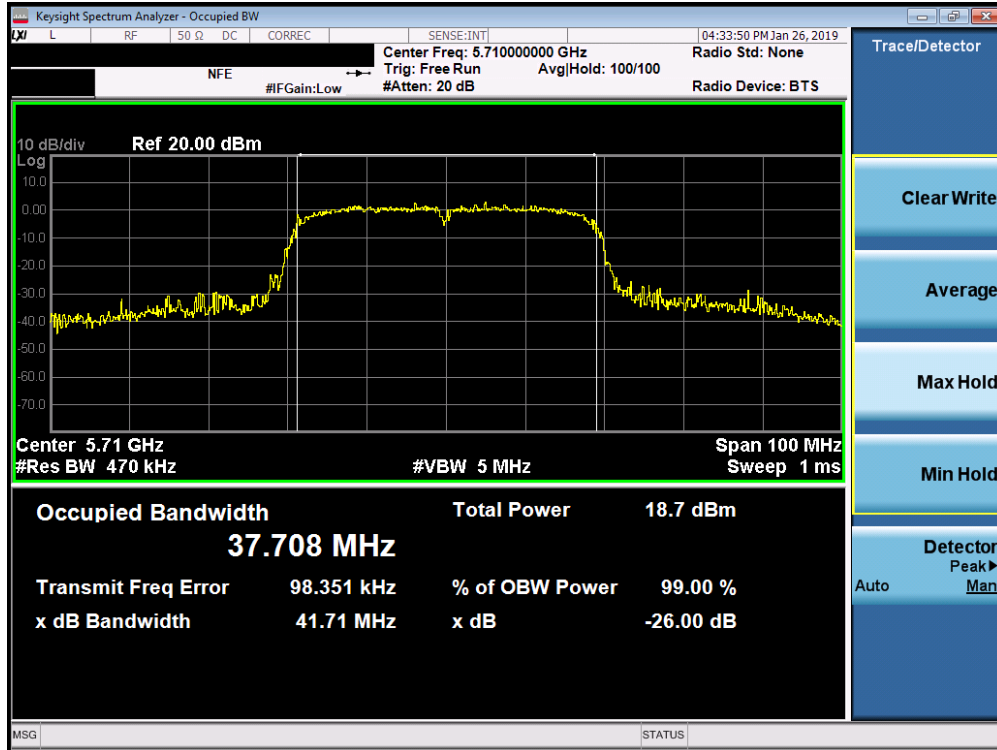 Keysight Spectrum Analyzer - Occupied BW
LXI L RF 50 Ω DC CORREC SENSE:INT 04:33:50 PM Jan 26, 2019
Center Freq: 5.710000000 GHz Radio Std: None
NFE Trig: Free Run Avg|Hold: 100/100
#IFGain:Low #Atten: 20 dB Radio Device: BTS
Trace/Detector
10 dB/div Ref 20.00 dBm
Log
10.0
0.00
-10.0
-20.0
-30.0
-40.0
-50.0
-60.0
-70.0
Center 5.71 GHz Span 100 MHz
#Res BW 470 kHz #VBW 5 MHz Sweep 1 ms
Occupied Bandwidth Total Power 18.7 dBm
37.708 MHz
Transmit Freq Error 98.351 kHz % of OBW Power 99.00 %
x dB Bandwidth 41.71 MHz x dB -26.00 dB
Clear Write
Average
Max Hold
Min Hold
Detector
Peak▶
Auto Man
MSG STATUS